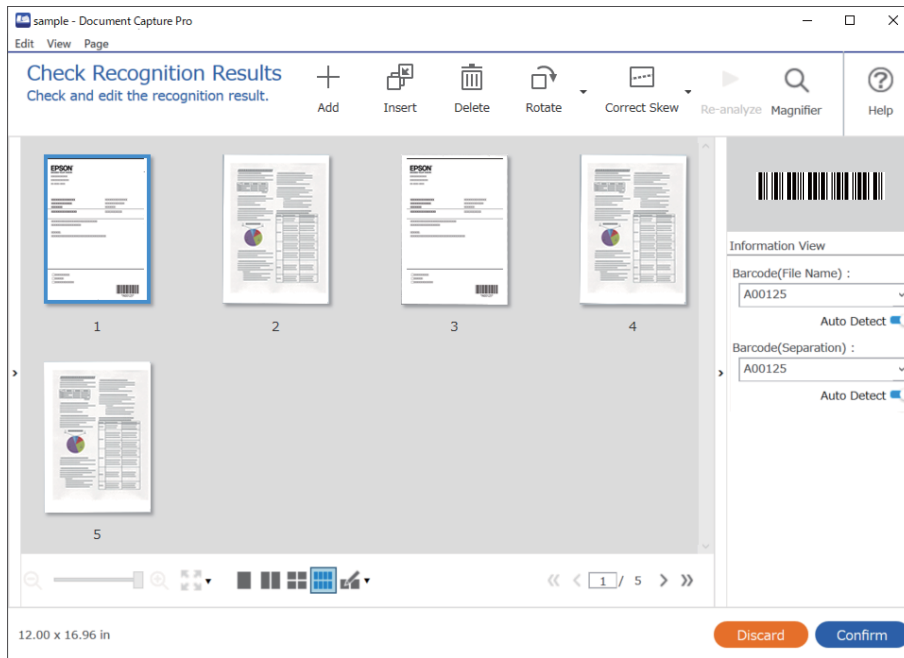 sample - Document Capture Pro
Edit View Page
Check Recognition Results
Check and edit the recognition result.
Add
Insert
Delete
Rotate
Correct Skew
Re-analyze
Magnifier
Help
EPSON
EPSON
1
2
3
4
5
Information View
Barcode(File Name) :
A00125
Auto Detect
Barcode(Separation) :
A00125
Auto Detect
1 / 5
12.00 x 16.96 in
Discard
Confirm